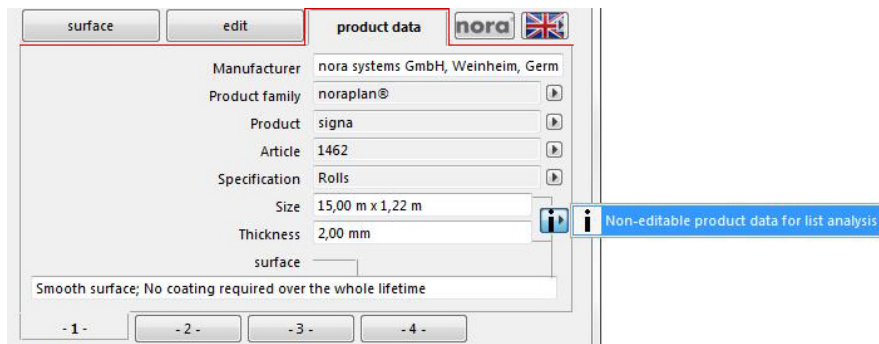 surface edit product data nora
Manufacturer nora systems GmbH, Weinheim, Germ
Product family noraplan®
Product signa
Article 1462
Specification Rolls
Size 15,00 m x 1,22 m
i i Non-editable product data for list analysis
Thickness 2,00 mm
surface
Smooth surface; No coating required over the whole lifetime
- 1 - - 2 - - 3 - - 4 -